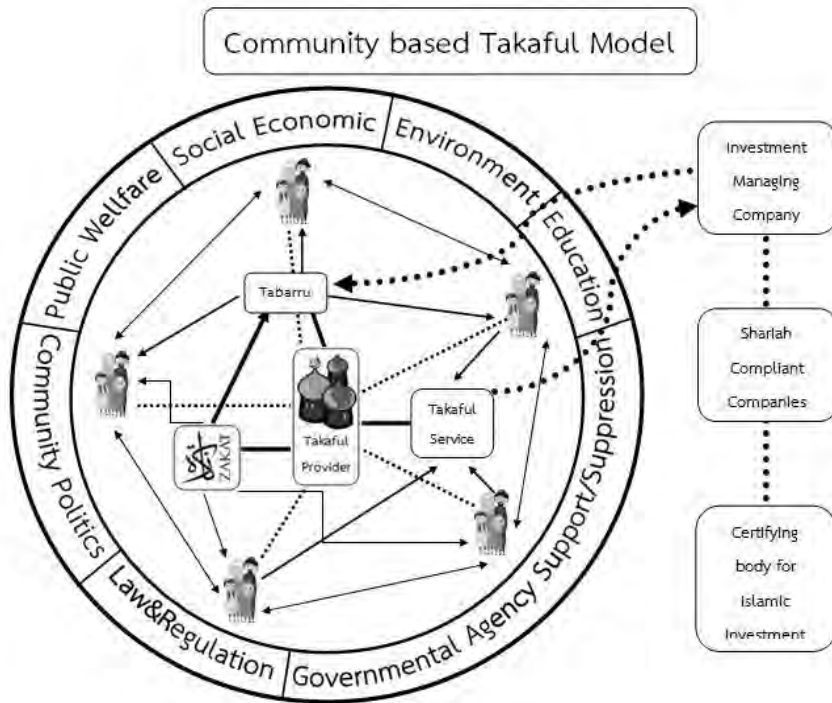 Community based Takaful Model
Social Economic
Environment
Education
Public Wellfare
Community Politics
Law&Regulation
Governmental Agency Support/Suppression
Tabarru
Takaful
Provider
Takaful
Service
ZAKAT
Investment
Managing
Company
Shariah
Compliant
Companies
Certifying
body for
Islamic
Investment